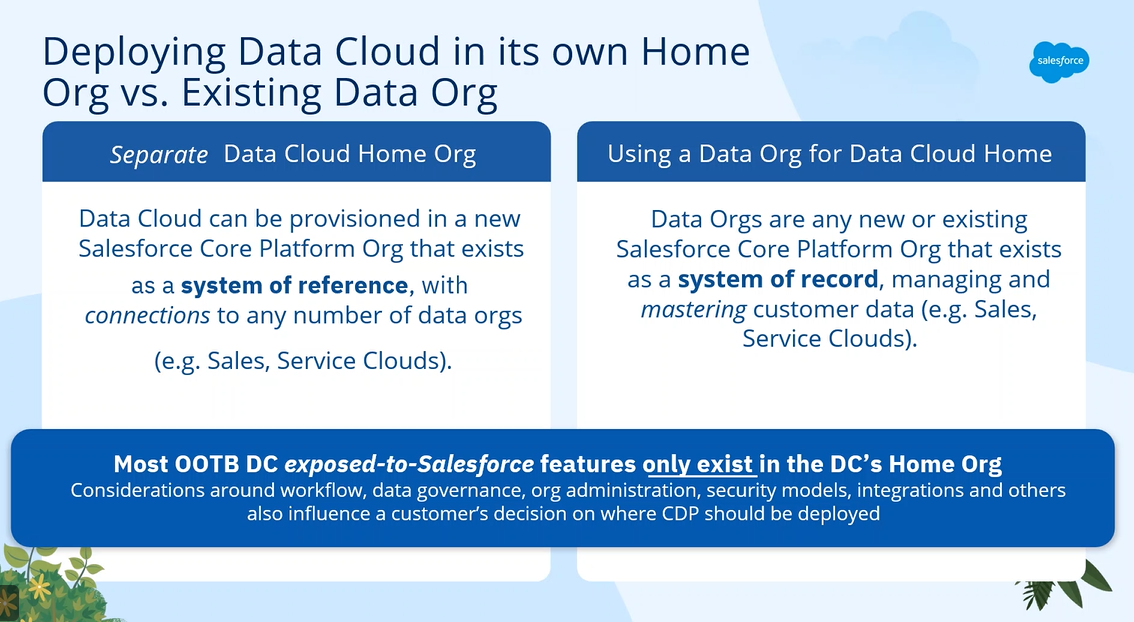 Deploying Data Cloud in its own Home
Org vs. Existing Data Org
salesforce
Separate Data Cloud Home Org
Data Cloud can be provisioned in a new
Salesforce Core Platform Org that exists
as a system of reference, with
connections to any number of data orgs
(e.g. Sales, Service Clouds).
Using a Data Org for Data Cloud Home
Data Orgs are any new or existing
Salesforce Core Platform Org that exists
as a system of record, managing and
mastering customer data (e.g. Sales,
Service Clouds).
Most OOTB DC exposed-to-Salesforce features only exist in the DC’s Home Org
Considerations around workflow, data governance, org administration, security models, integrations and others
also influence a customer’s decision on where CDP should be deployed